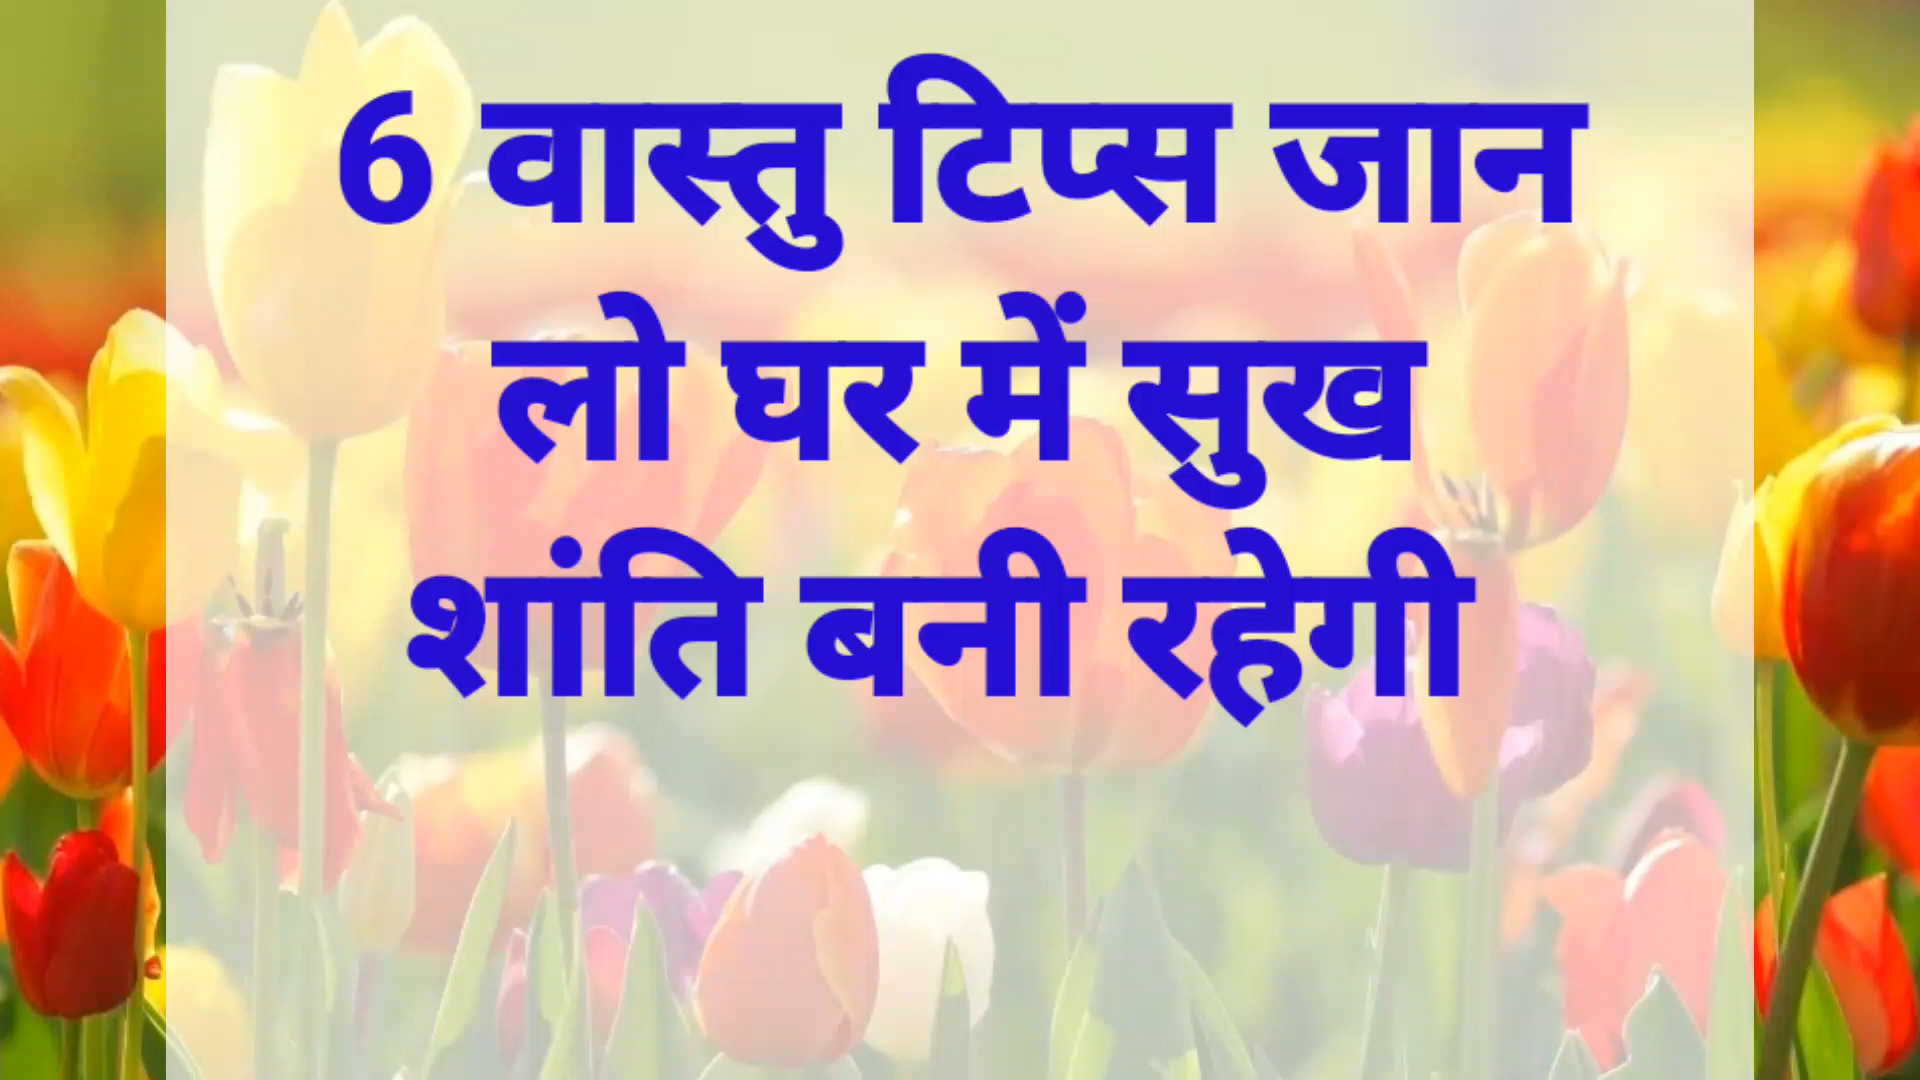 6 वास्तु टिप्स जान
लो घर में सुख
शांति बनी रहेगी